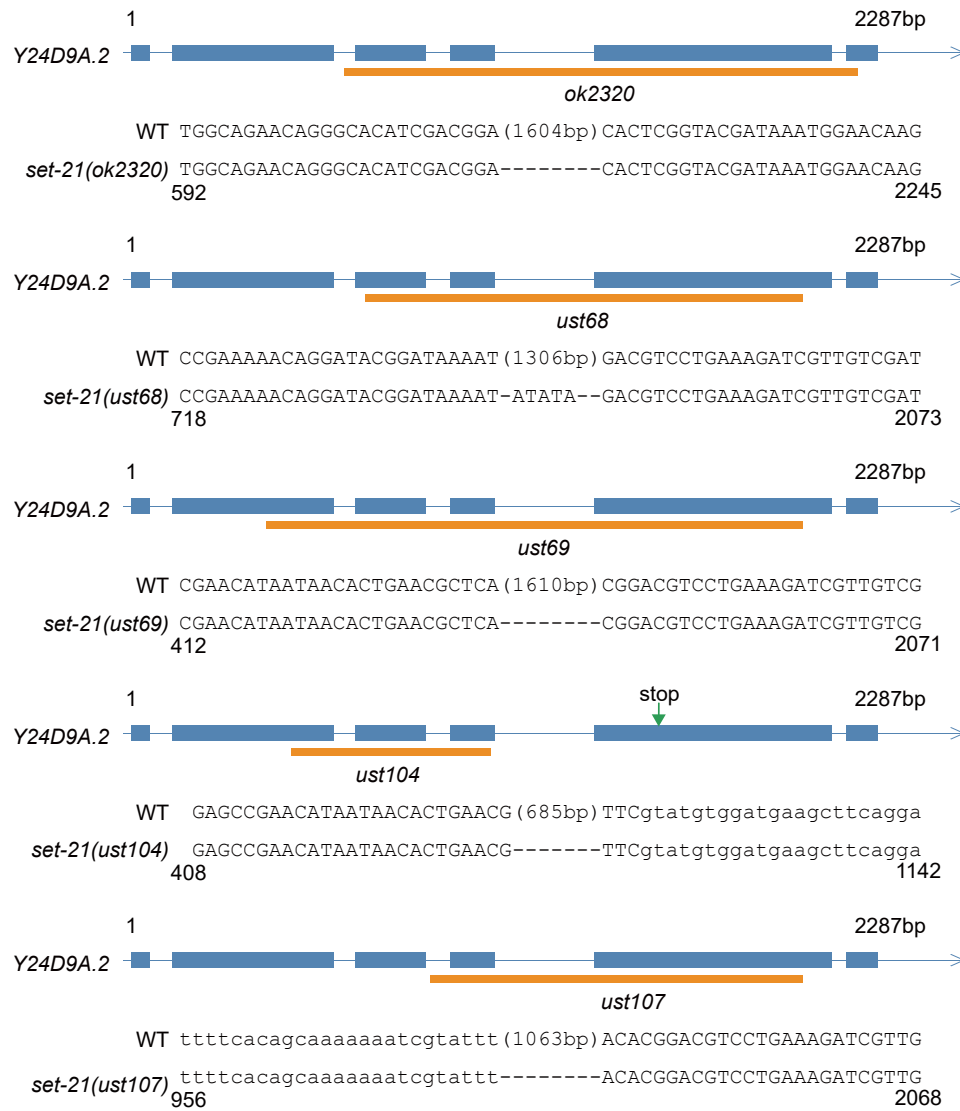 1 2287bp
Y24D9A.2
ok2320
WT TGGCAGAACAGGGCACATCGACGGA(1604bp)CACTCGGTACGATAAATGGAACAAG
set-21(ok2320) TGGCAGAACAGGGCACATCGACGGA--------CACTCGGTACGATAAATGGAACAAG
592 2245
1 2287bp
Y24D9A.2
ust68
WT CCGAAAAACAGGATACGGATAAAAT(1306bp)GACGTCCTGAAAGATCGTTGTCGAT
set-21(ust68) CCGAAAAACAGGATACGGATAAAAT-ATATA--GACGTCCTGAAAGATCGTTGTCGAT
718 2073
1 2287bp
Y24D9A.2
ust69
WT CGAACATAATAACACTGAACGCTCA(1610bp)CGGACGTCCTGAAAGATCGTTGTCG
set-21(ust69) CGAACATAATAACACTGAACGCTCA--------CGGACGTCCTGAAAGATCGTTGTCG
412 2071
1 stop 2287bp
Y24D9A.2
ust104
WT GAGCCGAACATAATAACACTGAACG(685bp)TTCgtatgtggatgaagcttcagga
set-21(ust104) GAGCCGAACATAATAACACTGAACG-------TTCgtatgtggatgaagcttcagga
408 1142
1 2287bp
Y24D9A.2
ust107
WT ttttcacagcaaaaaaatcgtattt(1063bp)ACACGGACGTCCTGAAAGATCGTTG
set-21(ust107) ttttcacagcaaaaaaatcgtattt--------ACACGGACGTCCTGAAAGATCGTTG
956 2068